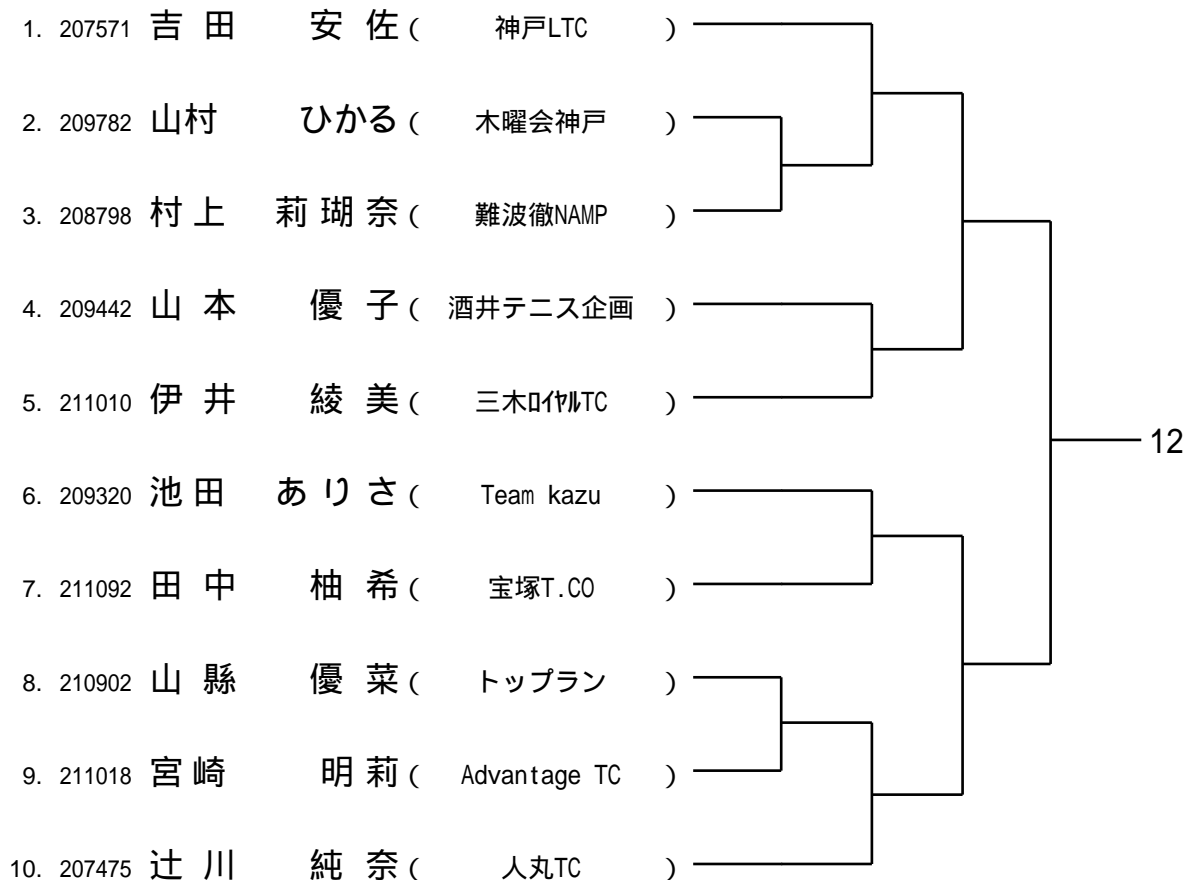 1. 207571 吉田 安佐 ( 神戸LTC )
2. 209782 山村 ひかる ( 木曜会神戸 )
3. 208798 村上 莉瑚奈 ( 難波徹NAMP )
4. 209442 山本 優子 ( 酒井テニス企画 )
5. 211010 伊井 綾美 ( 三木ﾛｲﾔﾙTC )
12
6. 209320 池田 ありさ ( Team kazu )
7. 211092 田中 柚希 ( 宝塚T.CO )
8. 210902 山縣 優菜 ( トップラン )
9. 211018 宮崎 明莉 ( Advantage TC )
10. 207475 辻川 純奈 ( 人丸TC )